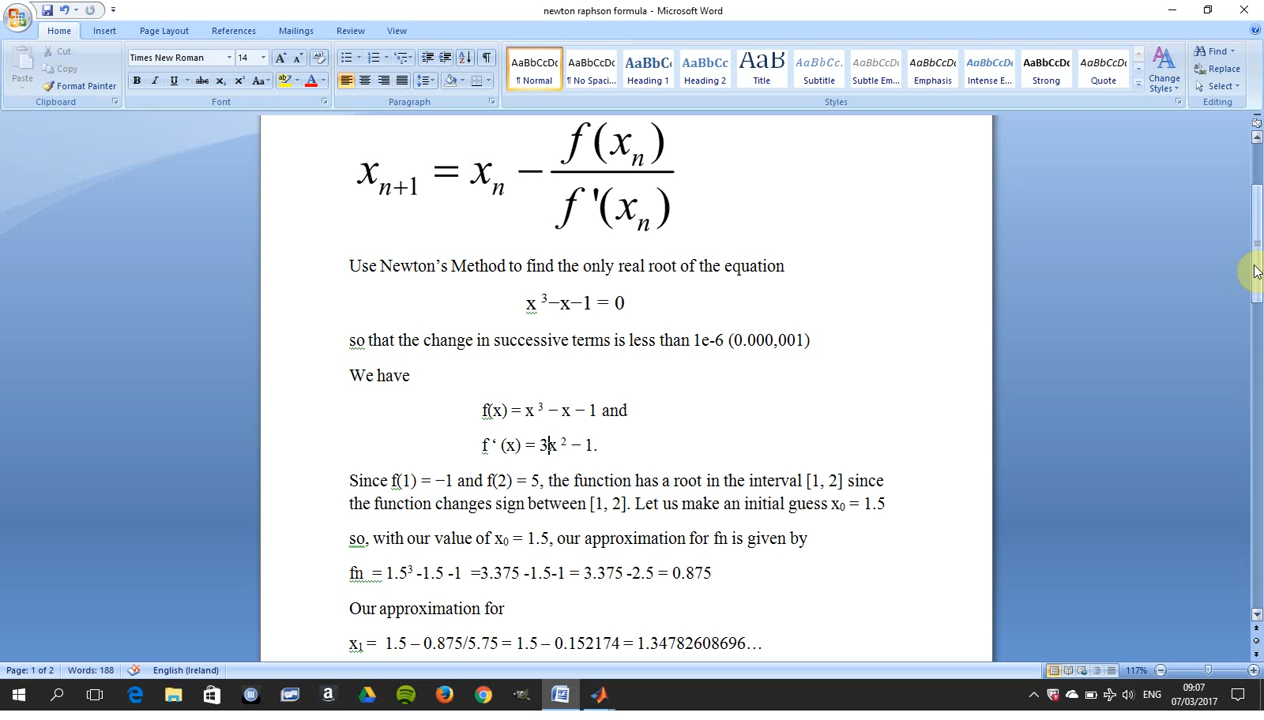 newton raphson formula - Microsoft Word
Home Insert Page Layout References Mailings Review View
Paste Cut Copy Format Painter
Times New Roman 14
B I U abc x₂ x² Aa A
AaBbCcDc AaBbCcDc AaBbC AaBbCc AaB AaBbCc. AaBbCcDc AaBbCcDc AaBbCcDc AaBbCcDc AaBbCcDc
¶ Normal ¶ No Spaci... Heading 1 Heading 2 Title Subtitle Subtle Em... Emphasis Intense E... Strong Quote
Change Styles
Find
Replace
Select
Clipboard Font Paragraph Styles Editing
xₙ₊₁ = xₙ − f(xₙ) / f'(xₙ)
Use Newton's Method to find the only real root of the equation
x ³−x−1 = 0
so that the change in successive terms is less than 1e-6 (0.000,001)
We have
f(x) = x ³ − x − 1 and
f ‘ (x) = 3x ² − 1.
Since f(1) = −1 and f(2) = 5, the function has a root in the interval [1, 2] since
the function changes sign between [1, 2]. Let us make an initial guess x₀ = 1.5
so, with our value of x₀ = 1.5, our approximation for fn is given by
fn = 1.5³ -1.5 -1 =3.375 -1.5-1 = 3.375 -2.5 = 0.875
Our approximation for
x₁ = 1.5 – 0.875/5.75 = 1.5 – 0.152174 = 1.34782608696…
Page: 1 of 2 Words: 188 English (Ireland) 117%
ENG 09:07
07/03/2017